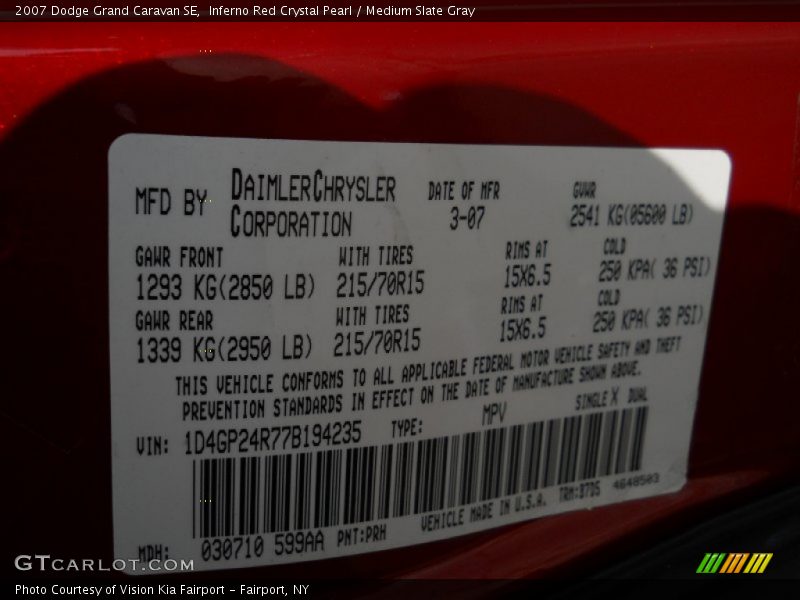 2007 Dodge Grand Caravan SE, Inferno Red Crystal Pearl / Medium Slate Gray
MFD BY DAIMLERCHRYSLER CORPORATION DATE OF MFR 3-07 GVWR 2541 KG(05600 LB)
GAWR FRONT WITH TIRES RIMS AT COLD
1293 KG(2850 LB) 215/70R15 15X6.5 250 KPA( 36 PSI)
GAWR REAR WITH TIRES RIMS AT COLD
1339 KG(2950 LB) 215/70R15 15X6.5 250 KPA( 36 PSI)
THIS VEHICLE CONFORMS TO ALL APPLICABLE FEDERAL MOTOR VEHICLE SAFETY AND THEFT
PREVENTION STANDARDS IN EFFECT ON THE DATE OF MANUFACTURE SHOWN ABOVE.
VIN: 1D4GP24R77B194235 TYPE: MPV SINGLE X DUAL
MDH: 030710 599AA PNT:PRH VEHICLE MADE IN U.S.A. TRM:B7D5 4648503
GTCARLOT.COM
Photo Courtesy of Vision Kia Fairport - Fairport, NY